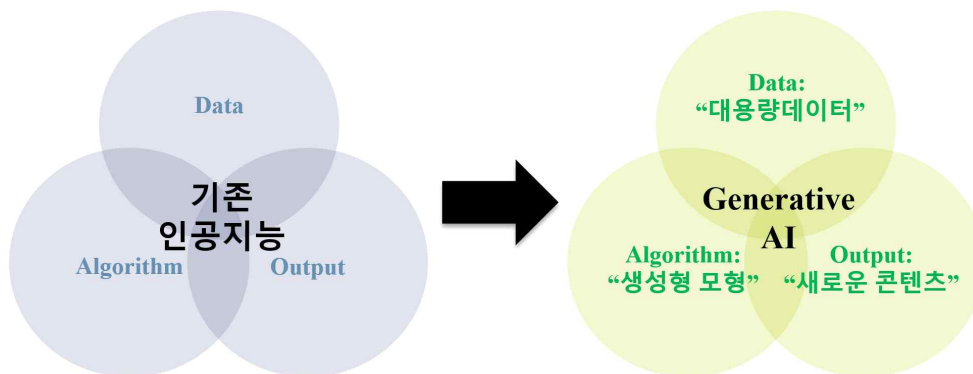 Data
기존
인공지능
Algorithm
Output
Data:
“대용량데이터”
Generative
AI
Algorithm:
“생성형 모형”
Output:
“새로운 콘텐츠”